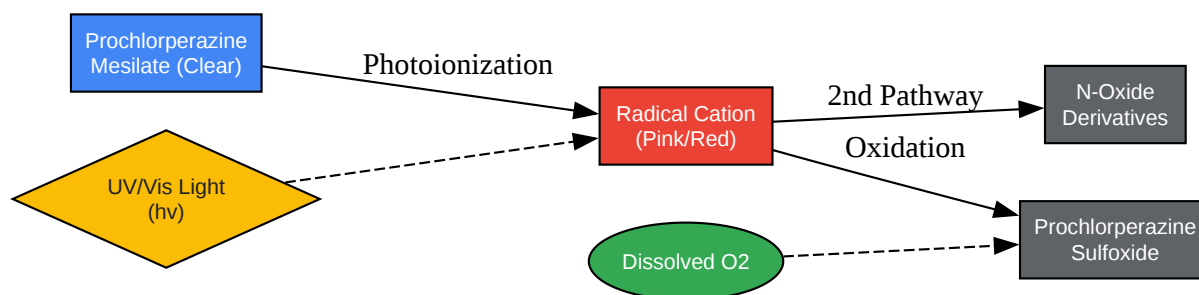 Prochlorperazine
Mesilate (Clear)
Photoionization
UV/Vis Light
(hv)
Radical Cation
(Pink/Red)
2nd Pathway
Oxidation
N-Oxide
Derivatives
Dissolved O2
Prochlorperazine
Sulfoxide